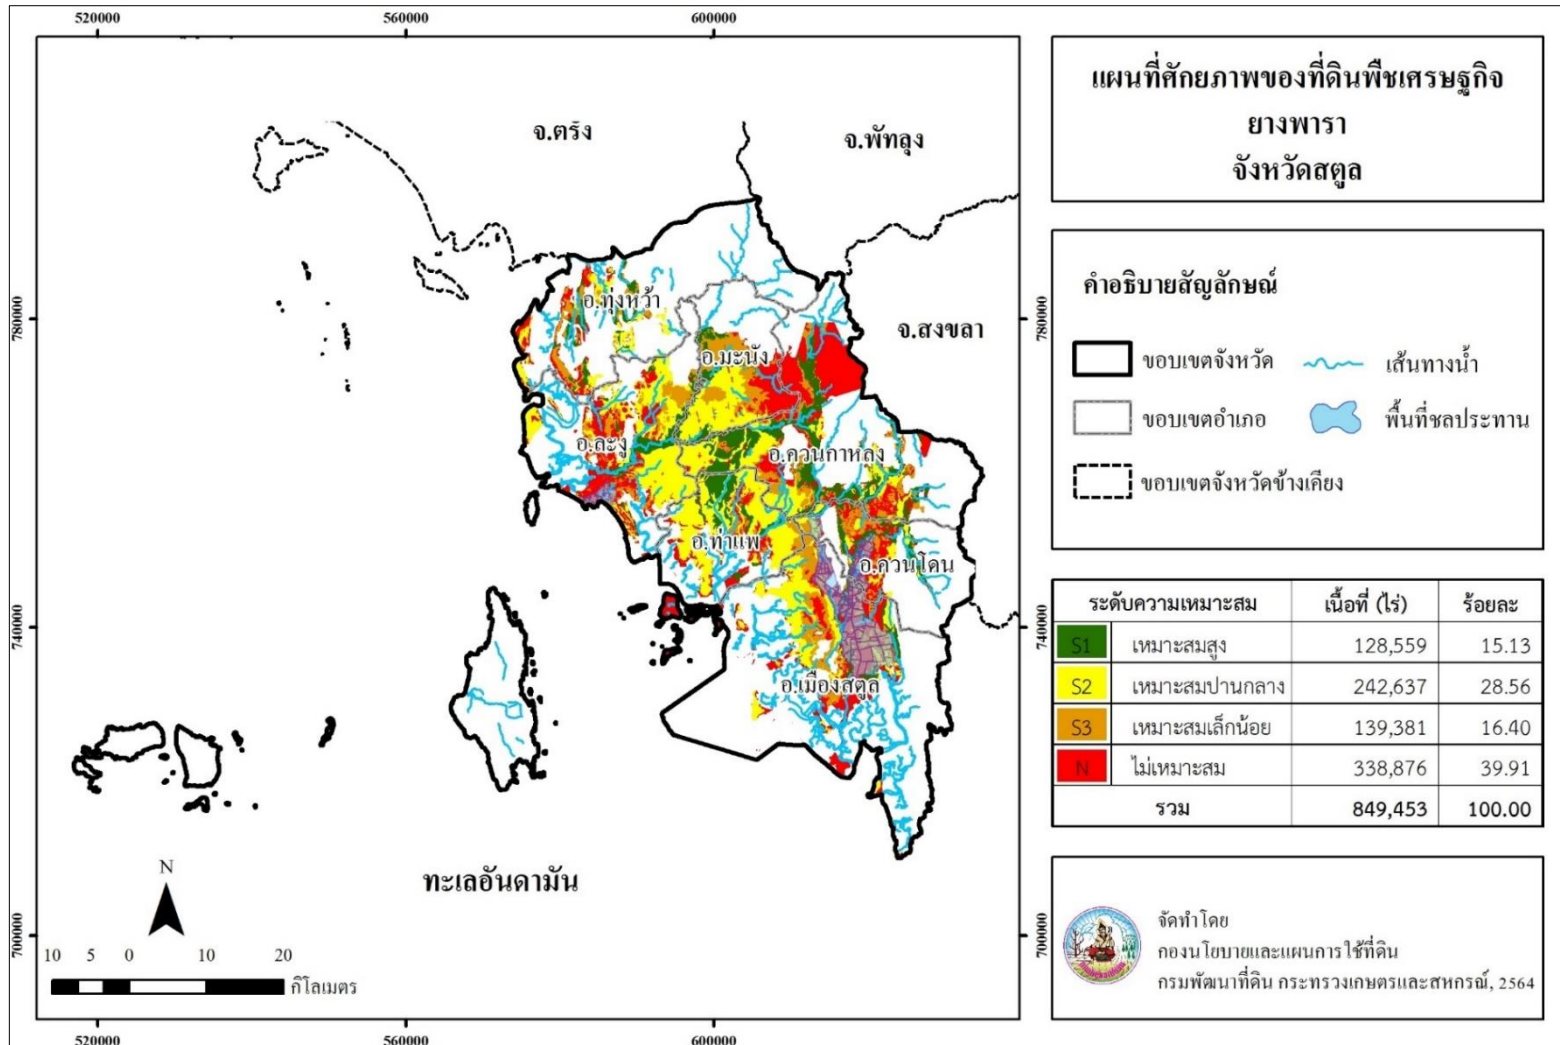 520000
560000
600000
แผนที่ศักยภาพของที่ดินพืชเศรษฐกิจ
ยางพารา
จังหวัดสตูล
จ.ตรัง
จ.พัทลุง
จ.สงขลา
780000
780000
อ.ทุ่งหว้า
อ.มะนัง
อ.ละงู
อ.ควนกาหลง
อ.ท่าแพ
อ.ควนโดน
อ.เมืองสตูล
740000
740000
คำอธิบายสัญลักษณ์
ขอบเขตจังหวัด
เส้นทางน้ำ
ขอบเขตอำเภอ
พื้นที่ชลประทาน
ขอบเขตจังหวัดข้างเคียง
ระดับความเหมาะสม เนื้อที่ (ไร่) ร้อยละ
S1 เหมาะสมสูง 128,559 15.13
S2 เหมาะสมปานกลาง 242,637 28.56
S3 เหมาะสมเล็กน้อย 139,381 16.40
N ไม่เหมาะสม 338,876 39.91
รวม 849,453 100.00
ทะเลอันดามัน
N
700000
700000
10 5 0 10 20
กิโลเมตร
จัดทำโดย
กองนโยบายและแผนการใช้ที่ดิน
กรมพัฒนาที่ดิน กระทรวงเกษตรและสหกรณ์, 2564
520000
560000
600000